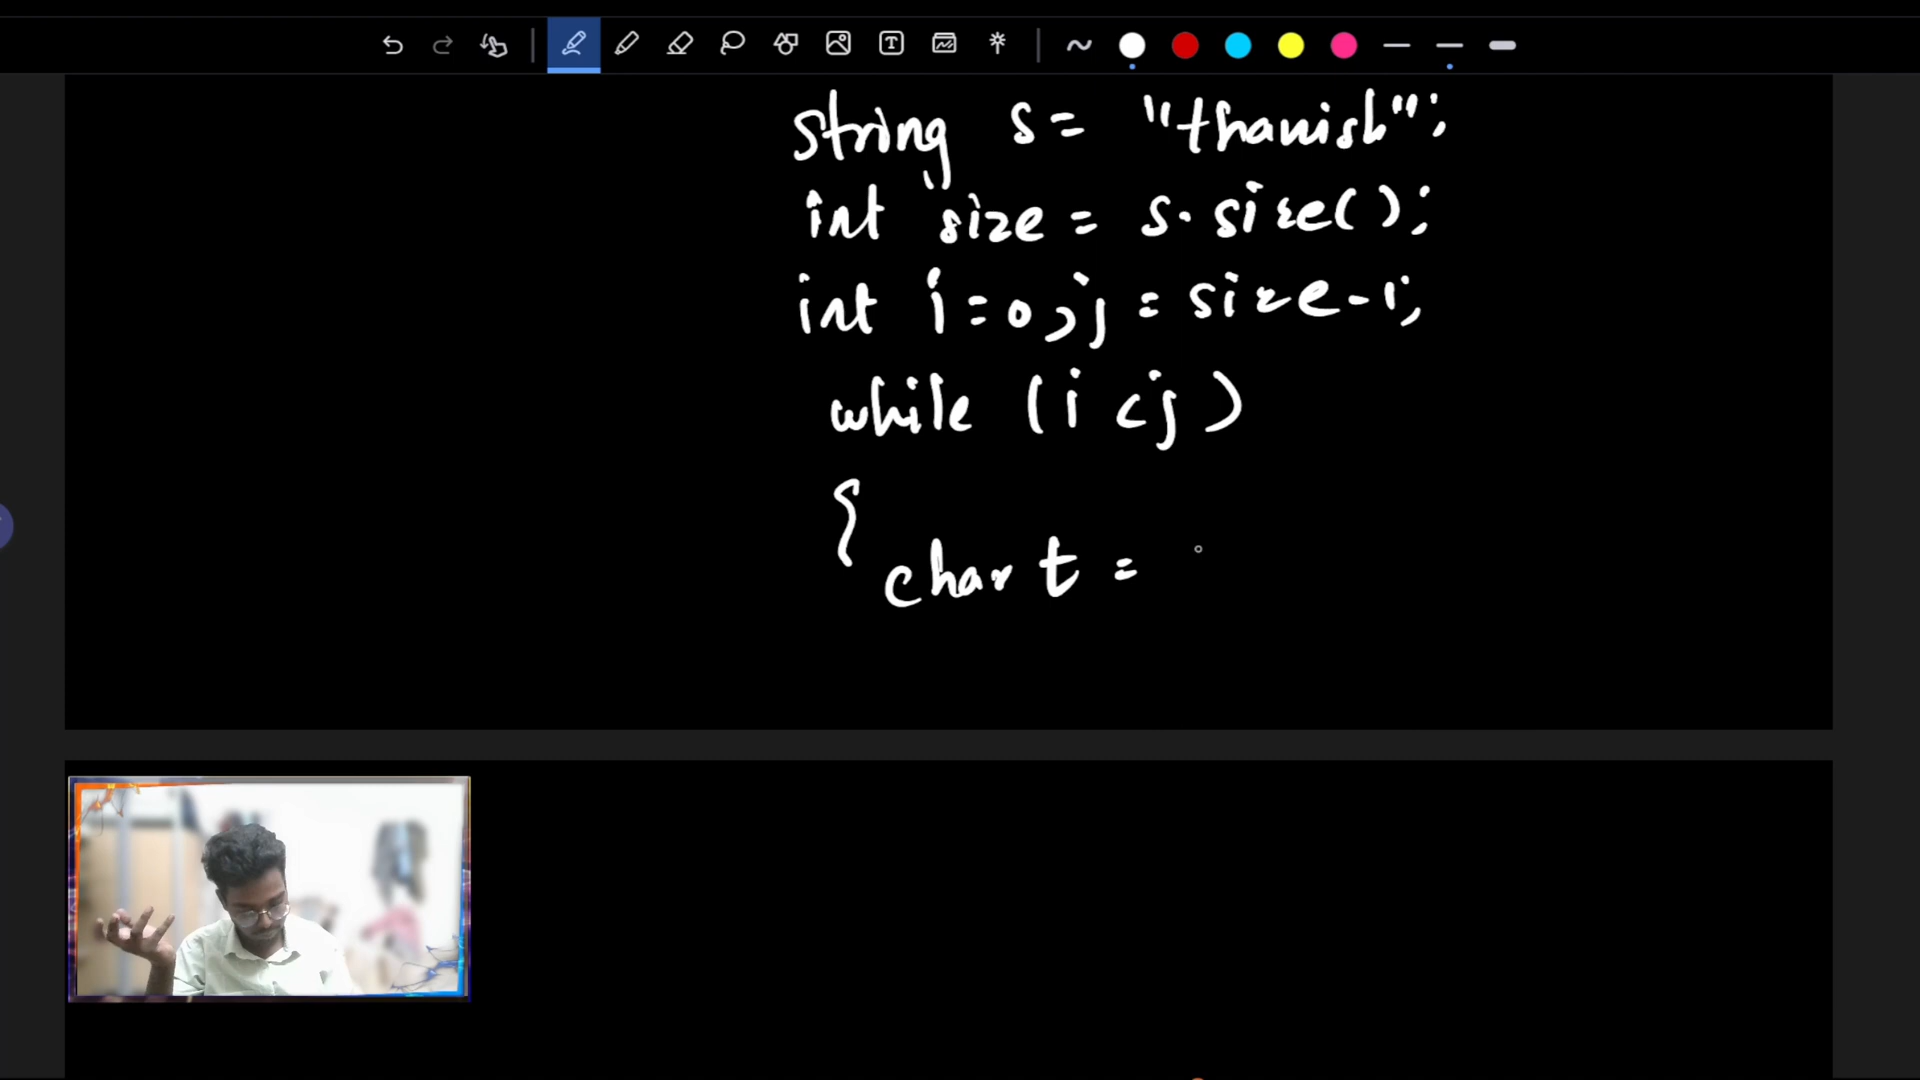 string s = "thanish";
int size = s.size();
int i=0, j = size-1;
while (i<j)
{
char t =